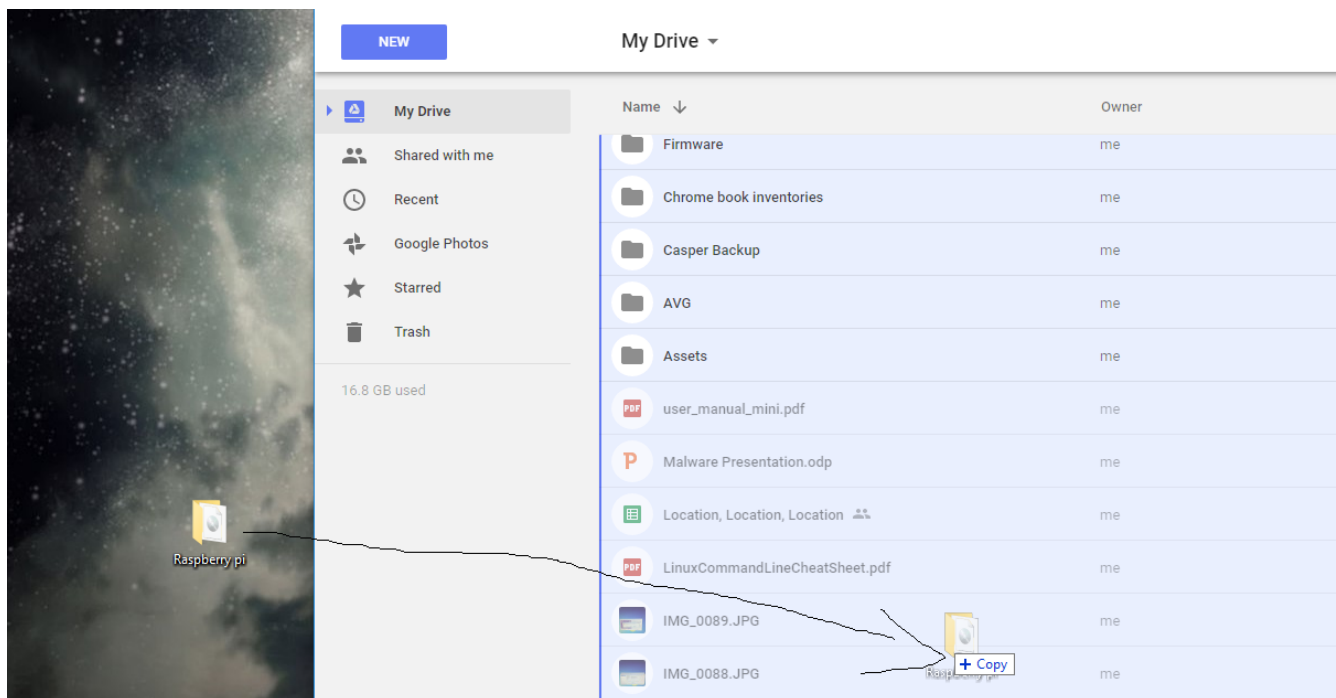 NEW
My Drive
My Drive
Shared with me
Recent
Google Photos
Starred
Trash
16.8 GB used
Name Owner
Firmware me
Chrome book inventories me
Casper Backup me
AVG me
Assets me
PDF user_manual_mini.pdf me
P Malware Presentation.odp me
Location, Location, Location me
PDF LinuxCommandLineCheatSheet.pdf me
IMG_0089.JPG me
IMG_0088.JPG me
Raspberry pi
+ Copy
Raspberry pi